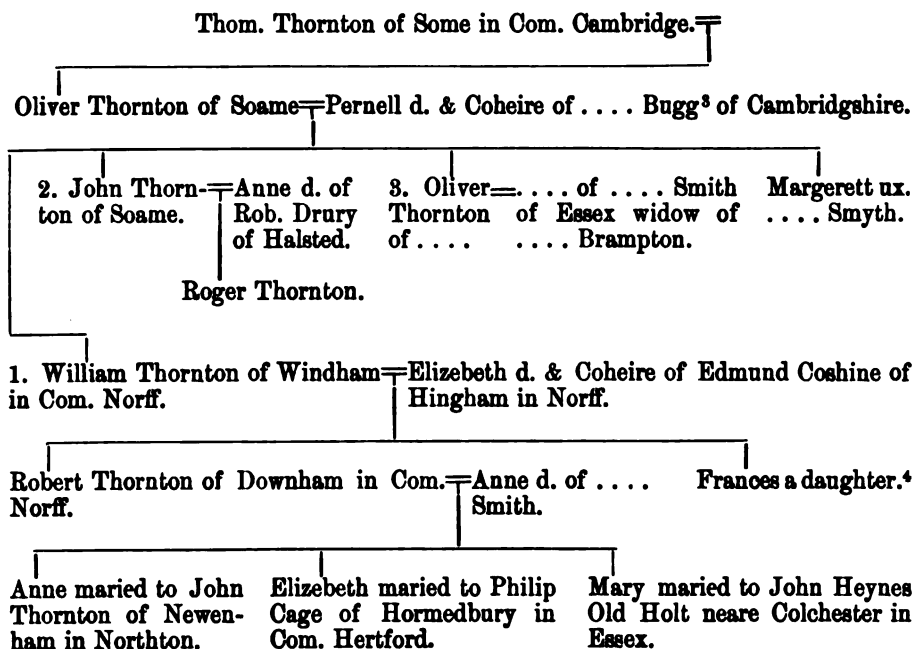 Thom. Thornton of Some in Com. Cambridge.
Oliver Thornton of Soame=Pernell d. & Coheire of .... Bugg³ of Cambridgshire.
2. John Thorn-
ton of Soame.
Anne d. of
Rob. Drury
of Halsted.
3. Oliver=.... of .... Smith
Thornton of Essex widow of
of .... .... Brampton.
Margerett ux.
.... Smyth.
Roger Thornton.
1. William Thornton of Windham
in Com. Norff.
Elizebeth d. & Coheire of Edmund Coshine of
Hingham in Norff.
Robert Thornton of Downham in Com.
Norff.
Anne d. of ....
Smith.
Frances a daughter.⁴
Anne maried to John
Thornton of Newen-
ham in Northton.
Elizebeth maried to Philip
Cage of Hormedbury in
Com. Hertford.
Mary maried to John Heynes
Old Holt neare Colchester in
Essex.